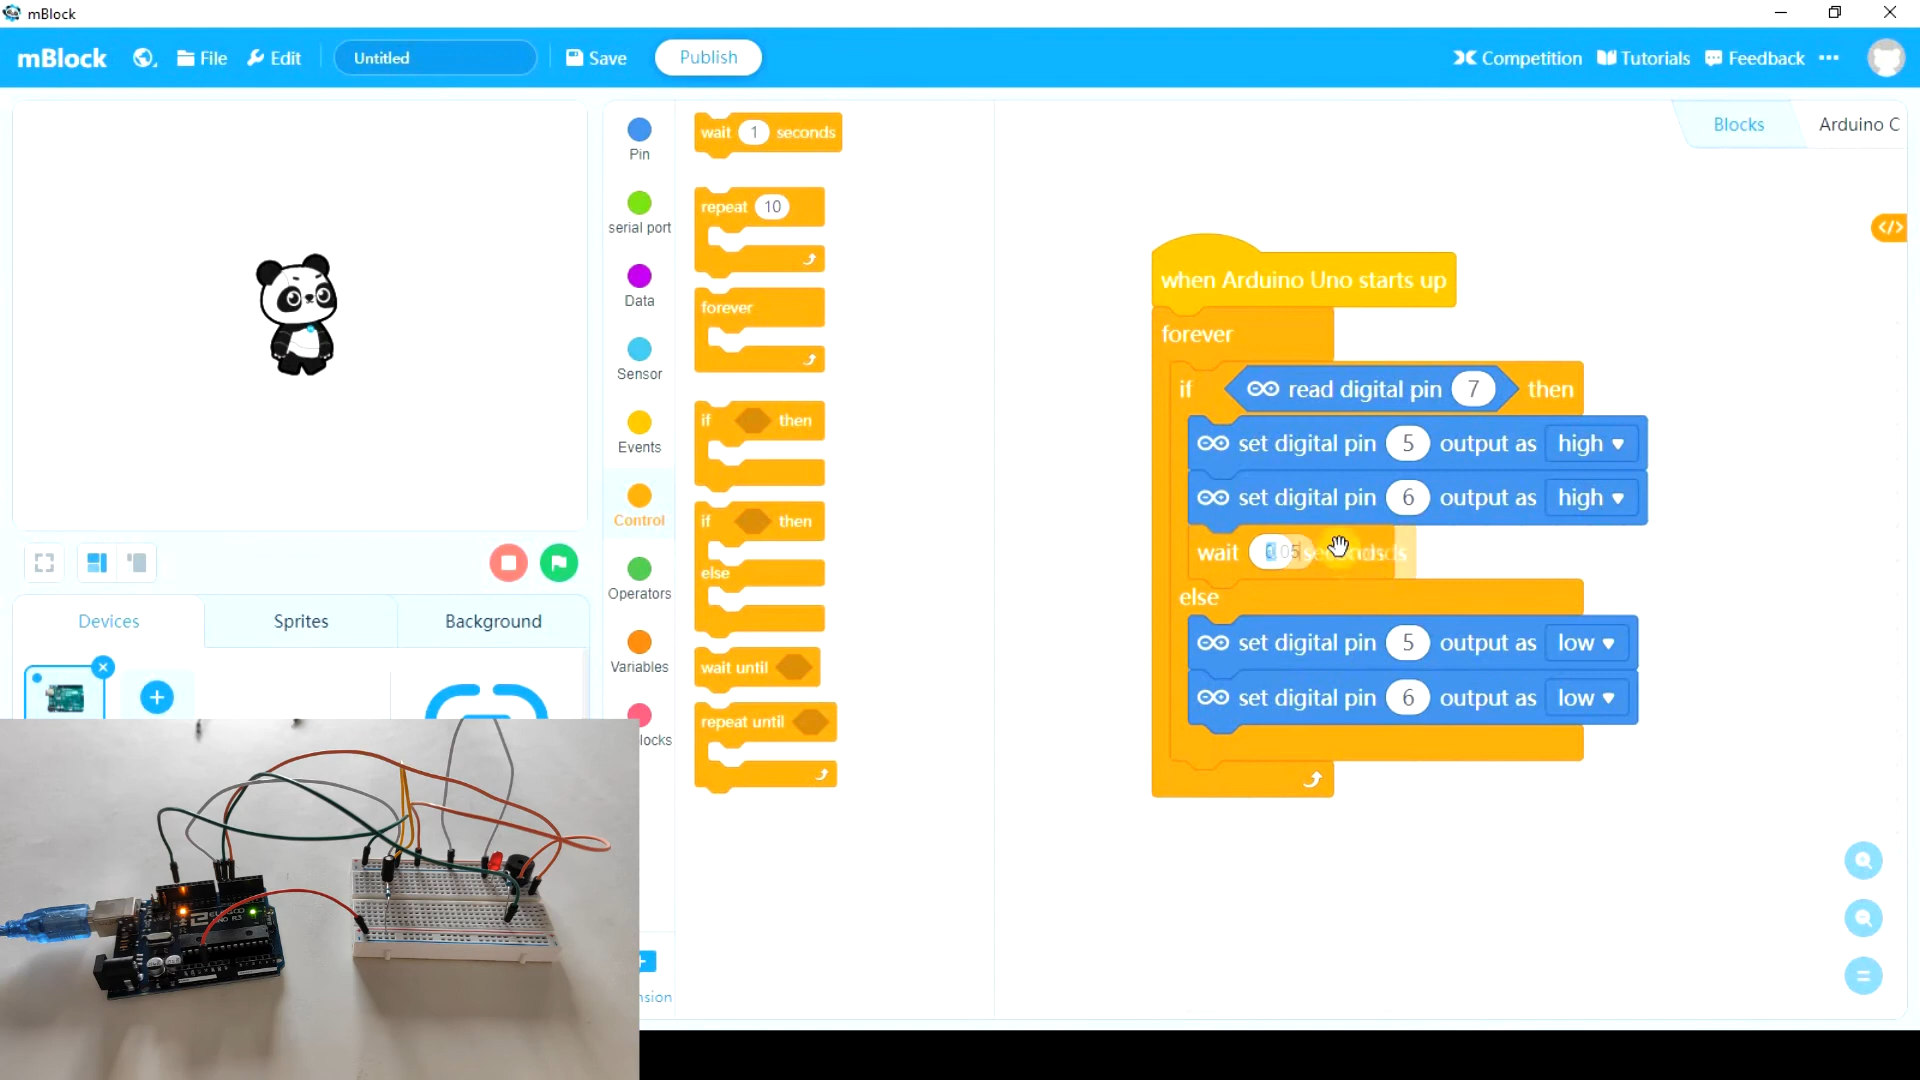 mBlock
mBlock
File
Edit
Untitled
Save
Publish
Competition
Tutorials
Feedback
Blocks
Arduino C
Pin
serial port
Data
Sensor
Events
Control
Operators
Variables
wait 1 seconds
repeat 10
forever
if then
if then
else
wait until
repeat until
when Arduino Uno starts up
forever
if read digital pin 7 then
set digital pin 5 output as high
set digital pin 6 output as high
wait
else
set digital pin 5 output as low
set digital pin 6 output as low
</>
Devices
Sprites
Background
UNO R3